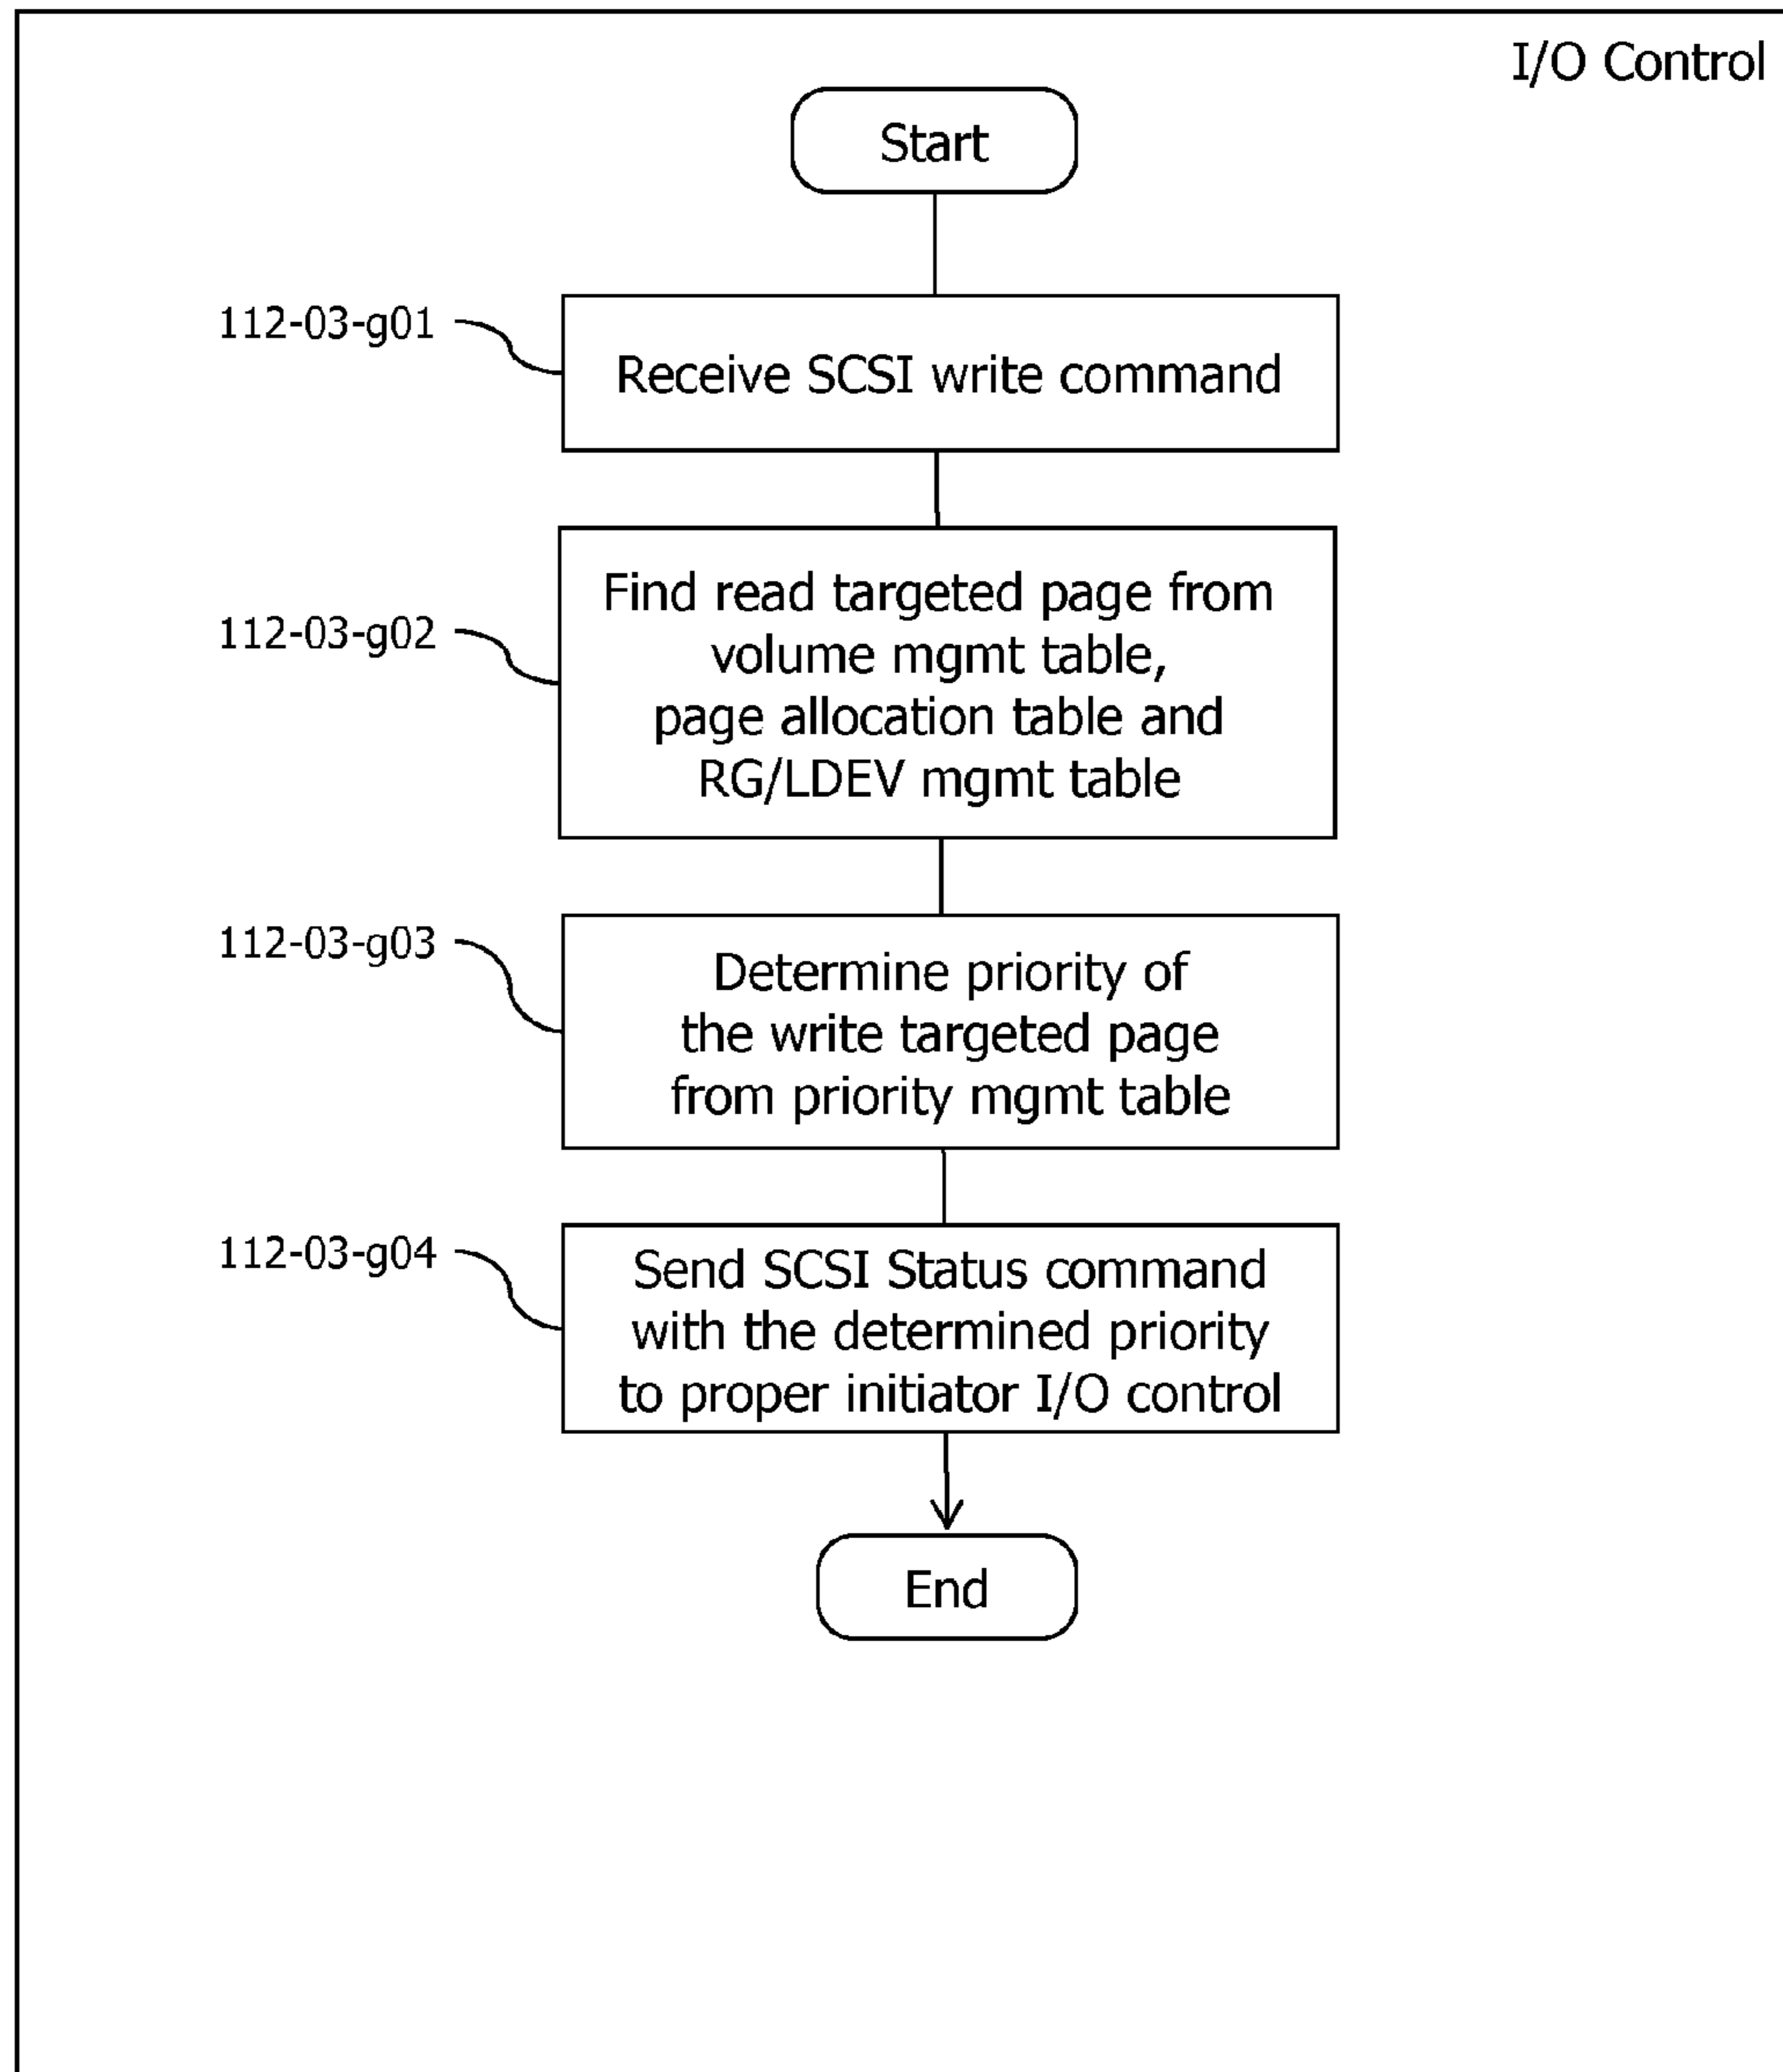 I/O Control
Start
112-03-g01
Receive SCSI write command
112-03-g02
Find read targeted page from
volume mgmt table,
page allocation table and
RG/LDEV mgmt table
112-03-g03
Determine priority of
the write targeted page
from priority mgmt table
112-03-g04
Send SCSI Status command
with the determined priority
to proper initiator I/O control
End